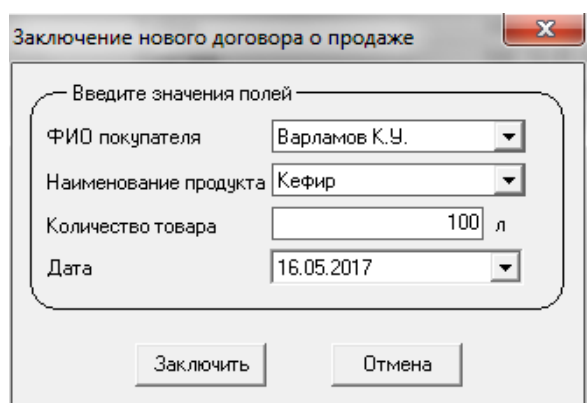 Заключение нового договора о продаже
Введите значения полей
ФИО покупателя Варламов К.У.
Наименование продукта Кефир
Количество товара 100 л
Дата 16.05.2017
Заключить Отмена